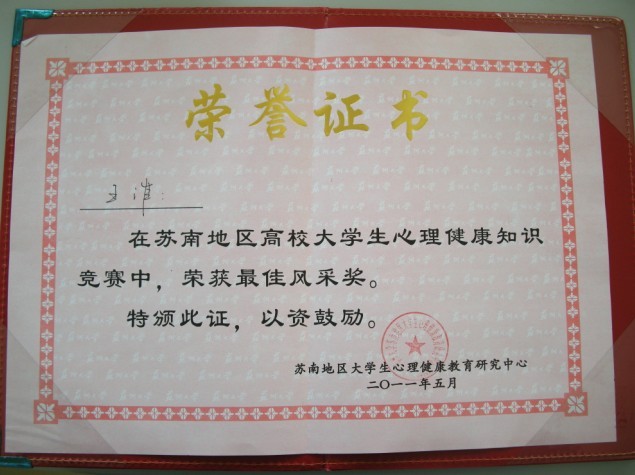 荣誉证书
王淮:
在苏南地区高校大学生心理健康知识
竞赛中，荣获最佳风采奖。
特颁此证，以资鼓励。
苏南地区大学生心理健康教育研究中心
二〇一一年五月